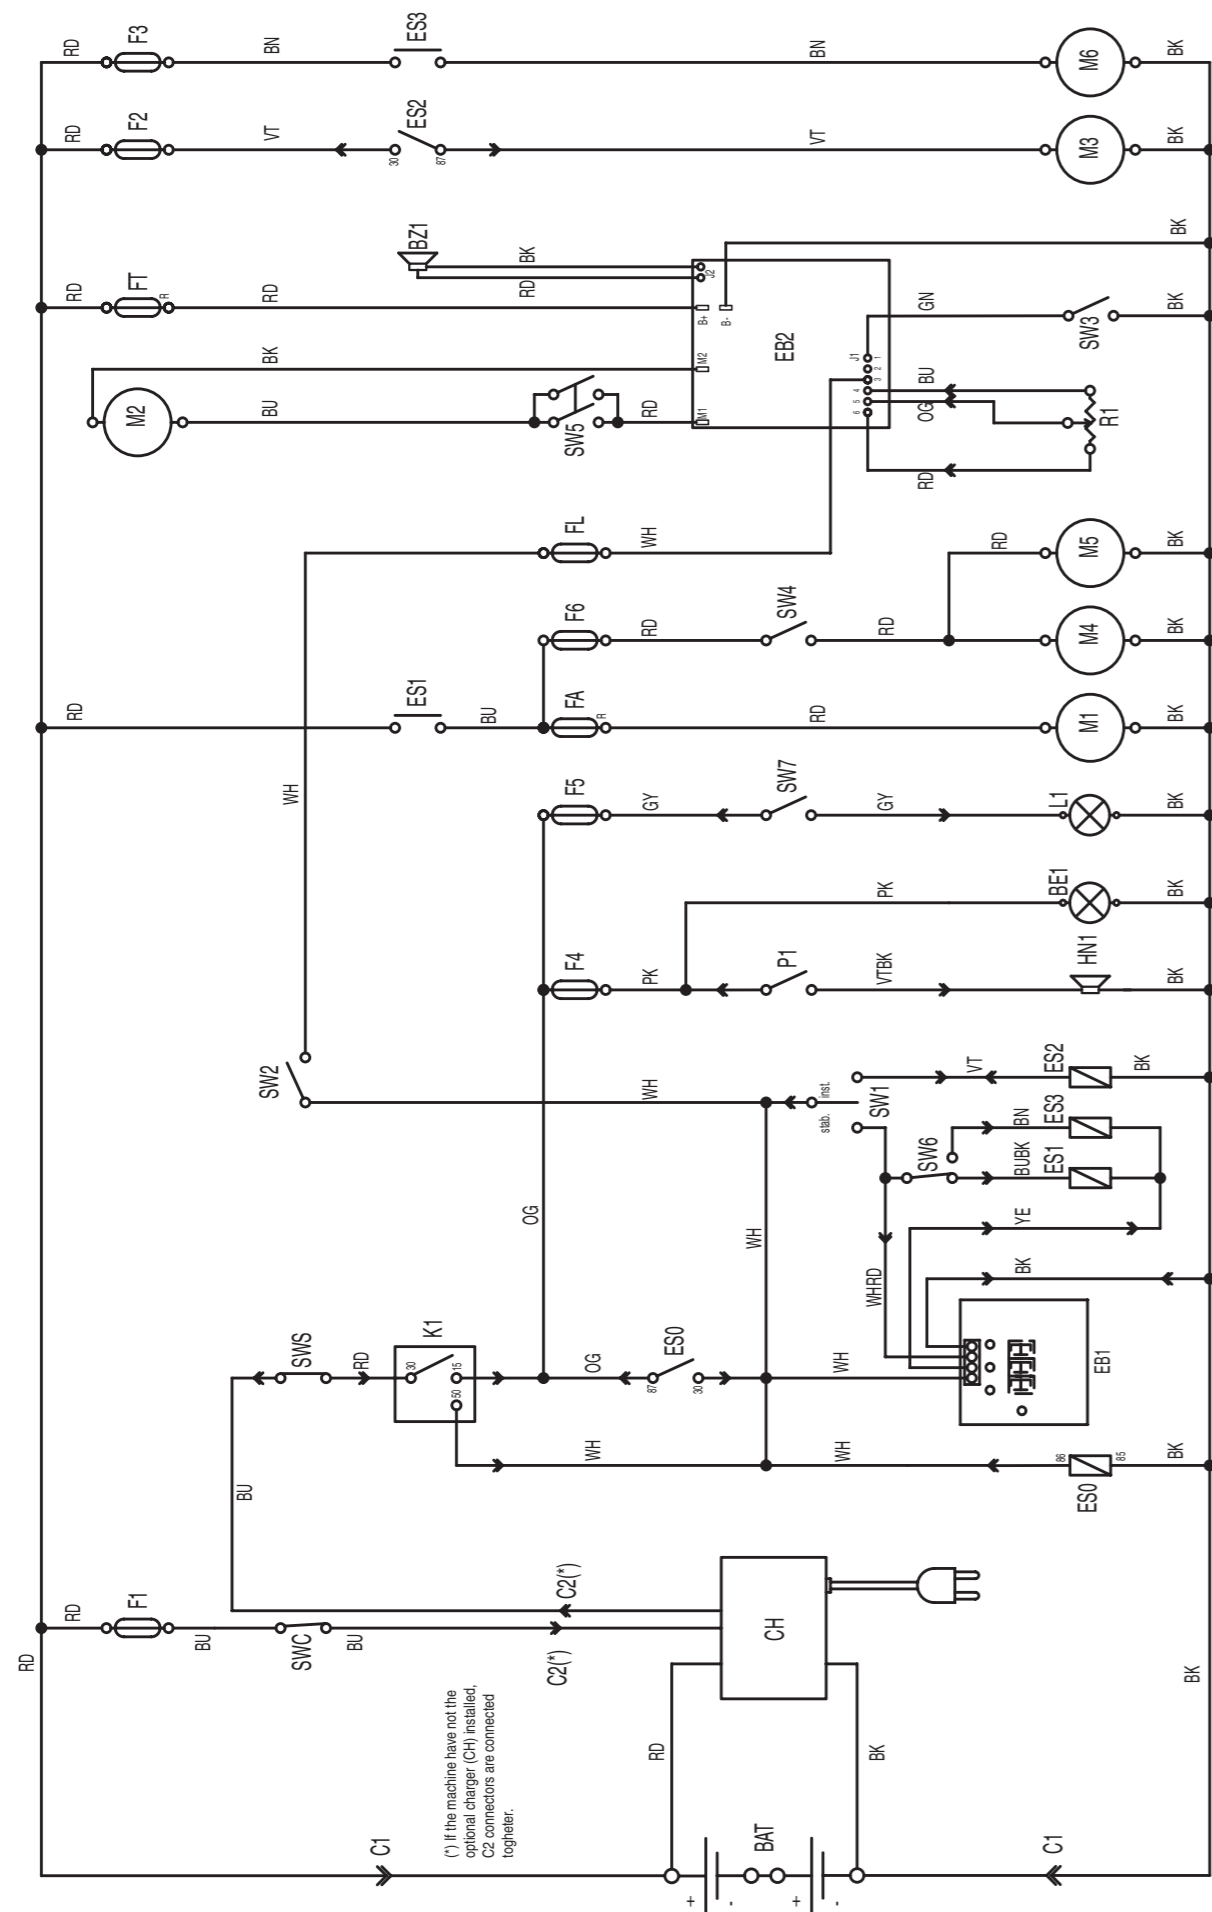 RD
F3
BN
ES3
BN
M6
BK
RD
F2
VT
30
ES2
87
VT
M3
BK
RD
FT
R
RD
BZ1
BK
RD
J2
B+
B-
BK
M2
BK
M2
BU
SW5
RD
M1
EB2
J1
1
2
3
4
5
6
GN
SW3
BK
BU
OG
RD
R1
WH
FL
WH
RD
M5
BK
F6
RD
SW4
RD
M4
BK
RD
ES1
BU
FA
R
RD
M1
BK
F5
GY
SW7
GY
L1
BK
PK
BE1
BK
F4
PK
P1
VTBK
HN1
BK
SW2
WH
stab.
inst.
SW1
VT
ES2
BK
SW6
BN
ES3
BUBK
ES1
YE
OG
WH
WHRD
BK
SWS
RD
K1
30
15
50
OG
87
ES0
30
WH
EB1
BU
WH
WH
86
85
ES0
BK
RD
RD
F1
BU
SWC
BU
C2(*)
C2(*)
CH
(*) If the machine have not the
optional charger (CH) installed,
C2 connectors are connected
togheter.
RD
BK
BK
C1
+
-
BAT
+
-
C1